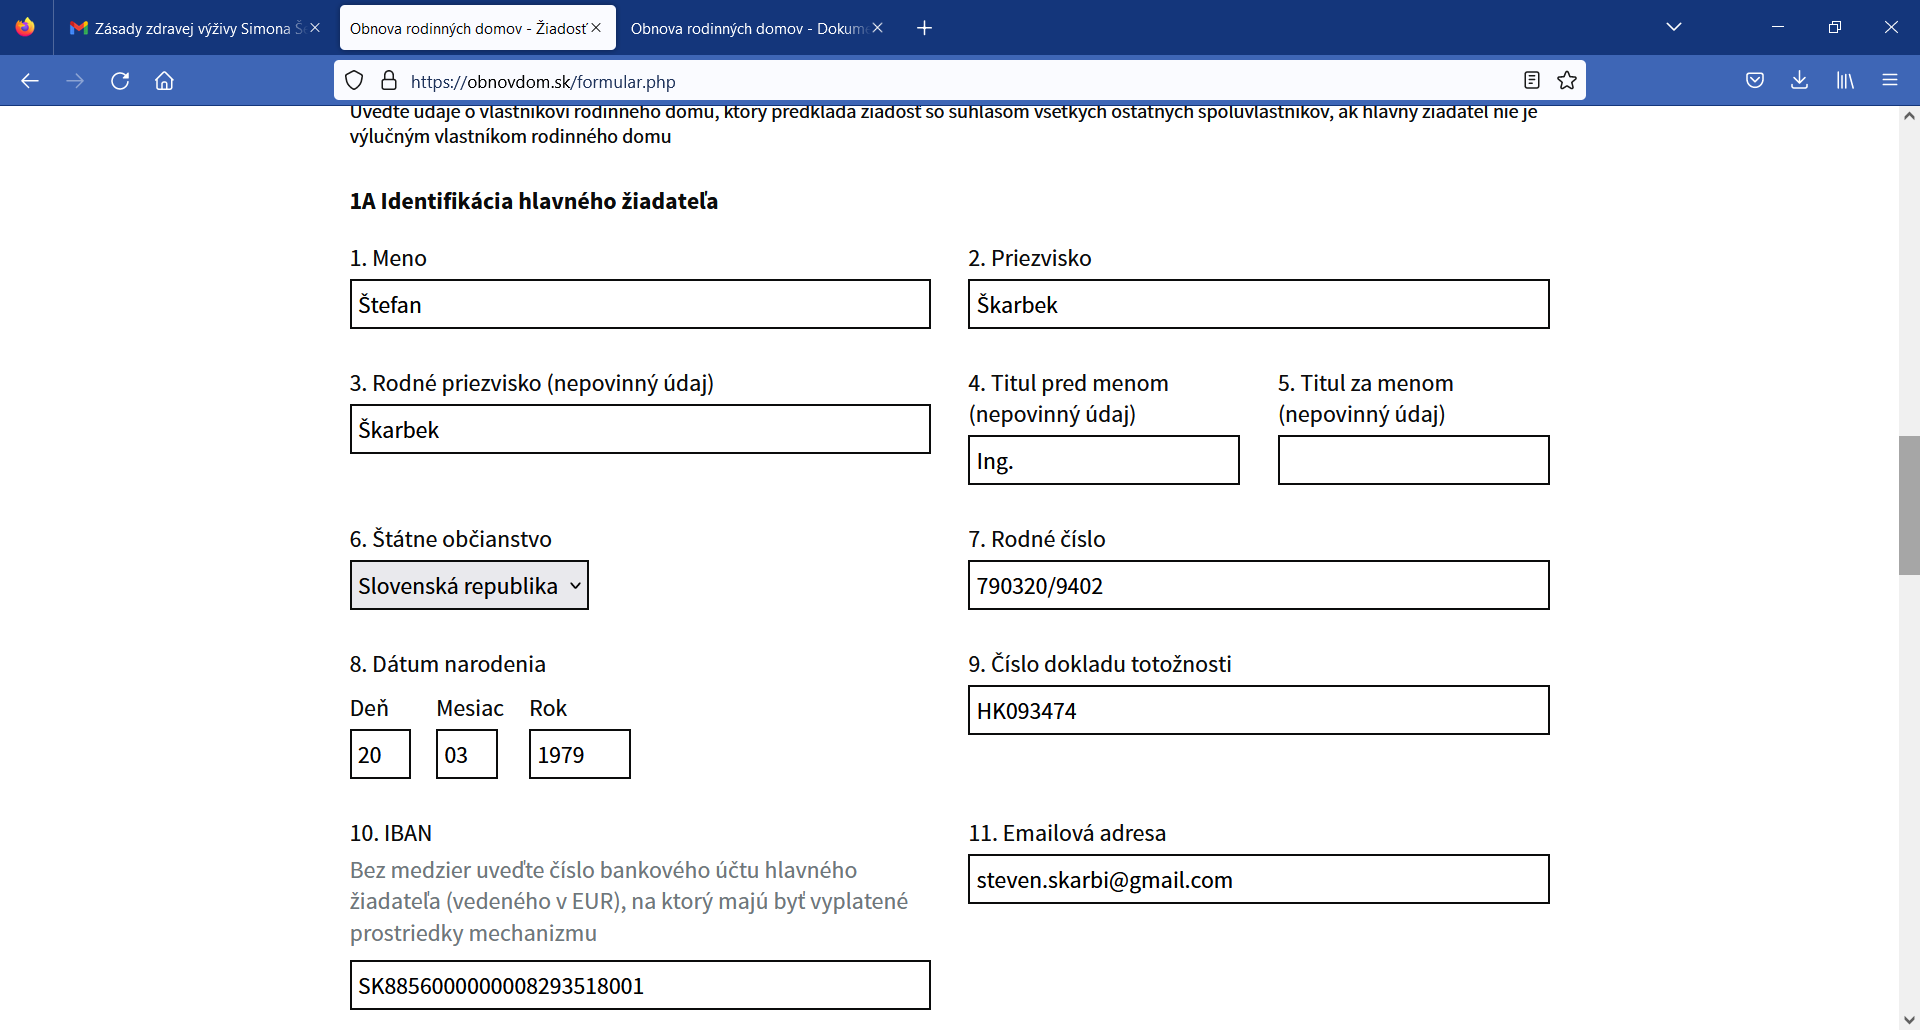 Zásady zdravej výživy Simona
Obnova rodinných domov - Žiadosť
Obnova rodinných domov - Dokume
https://obnovdom.sk/formular.php
Uveďte údaje o vlastníkovi rodinného domu, ktorý predkladá žiadosť so súhlasom všetkých ostatných spoluvlastníkov, ak hlavný žiadateľ nie je
výlučným vlastníkom rodinného domu
1A Identifikácia hlavného žiadateľa
1. Meno
Štefan
2. Priezvisko
Škarbek
3. Rodné priezvisko (nepovinný údaj)
Škarbek
4. Titul pred menom
(nepovinný údaj)
Ing.
5. Titul za menom
(nepovinný údaj)
6. Štátne občianstvo
Slovenská republika
7. Rodné číslo
790320/9402
8. Dátum narodenia
Deň Mesiac Rok
20 03 1979
9. Číslo dokladu totožnosti
HK093474
10. IBAN
Bez medzier uveďte číslo bankového účtu hlavného
žiadateľa (vedeného v EUR), na ktorý majú byť vyplatené
prostriedky mechanizmu
SK8856000000008293518001
11. Emailová adresa
steven.skarbi@gmail.com